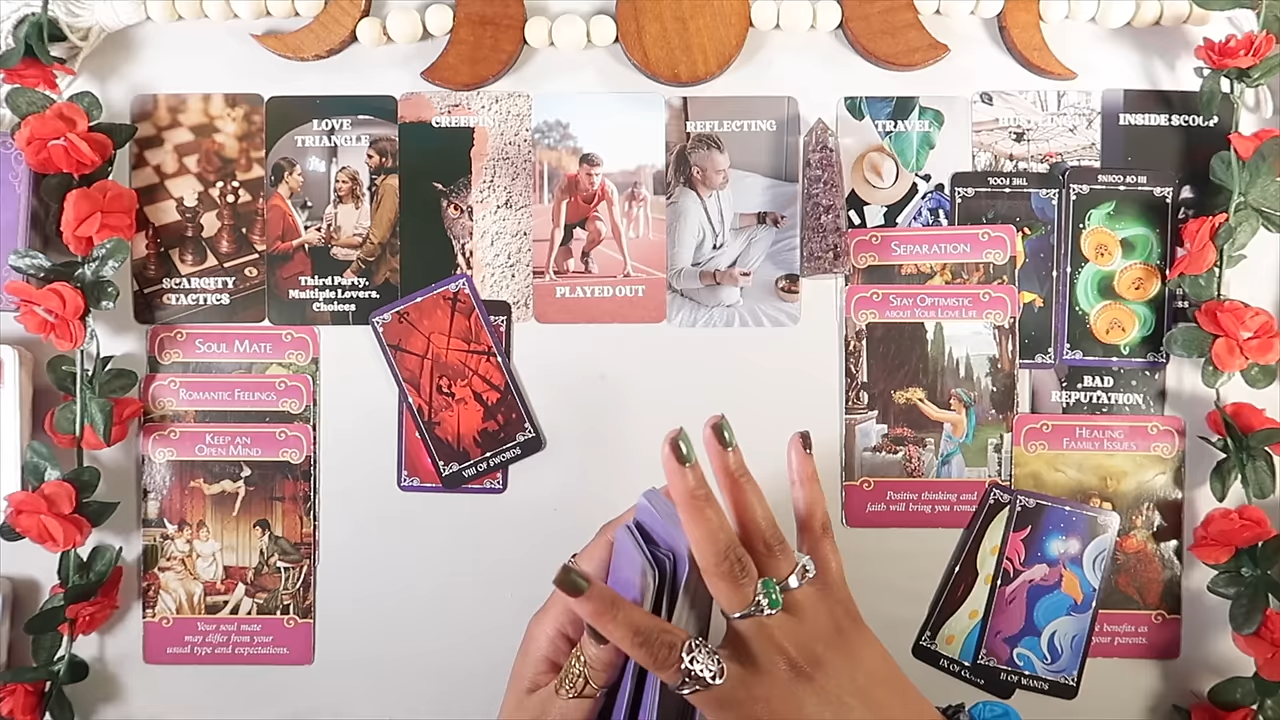 SCARCITY
TACTICS
LOVE
TRIANGLE
Third Party,
Multiple Lovers,
Choices
CREEPIN
PLAYED OUT
REFLECTING
TRAVEL
HUSTLING
INSIDE SCOOP
THE FOOL
III OF COINS
SEPARATION
STAY OPTIMISTIC
ABOUT YOUR LOVE LIFE
Positive thinking and
faith will bring you
BAD
REPUTATION
HEALING
FAMILY ISSUES
benefits as
your parents.
SOUL MATE
ROMANTIC FEELINGS
KEEP AN
OPEN MIND
Your soul mate
may differ from your
usual type and expectations.
VIII OF SWORDS
IX OF
II OF WANDS